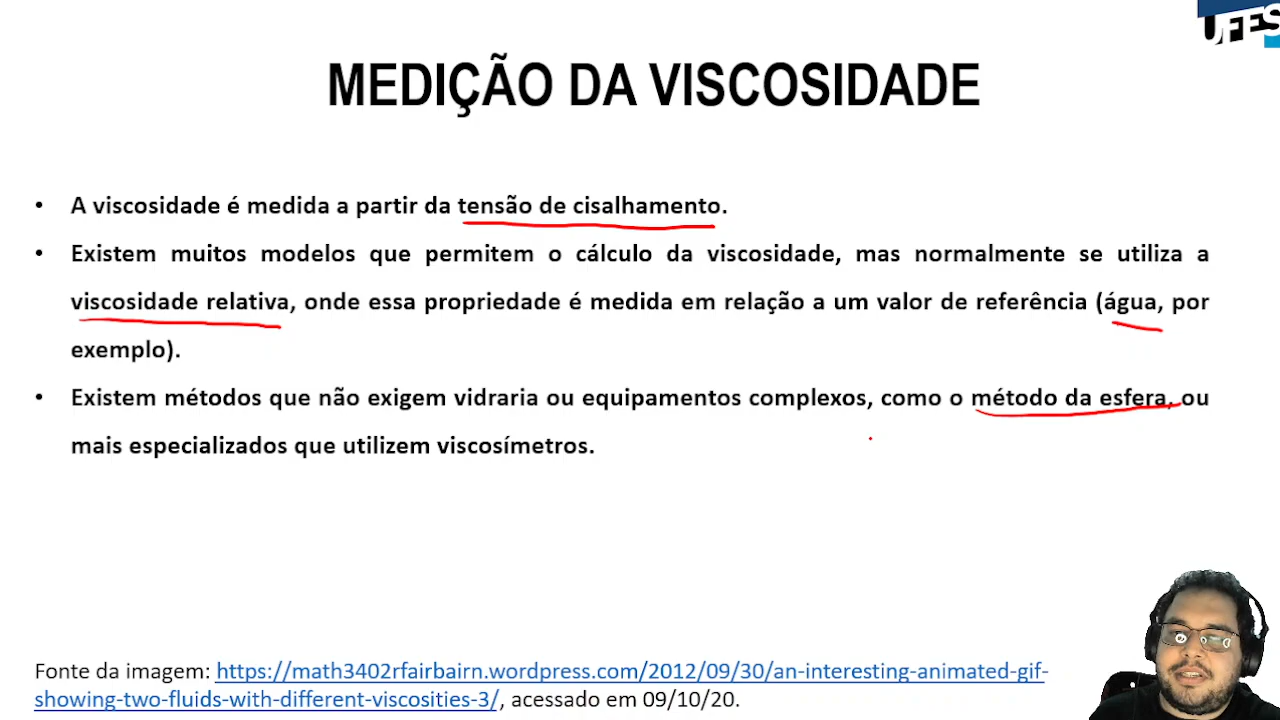 UFES
MEDIÇÃO DA VISCOSIDADE
• A viscosidade é medida a partir da tensão de cisalhamento.
• Existem muitos modelos que permitem o cálculo da viscosidade, mas normalmente se utiliza a
viscosidade relativa, onde essa propriedade é medida em relação a um valor de referência (água, por
exemplo).
• Existem métodos que não exigem vidraria ou equipamentos complexos, como o método da esfera, ou
mais especializados que utilizem viscosímetros.
Fonte da imagem: https://math3402rfairbairn.wordpress.com/2012/09/30/an-interesting-animated-gif-
showing-two-fluids-with-different-viscosities-3/, acessado em 09/10/20.